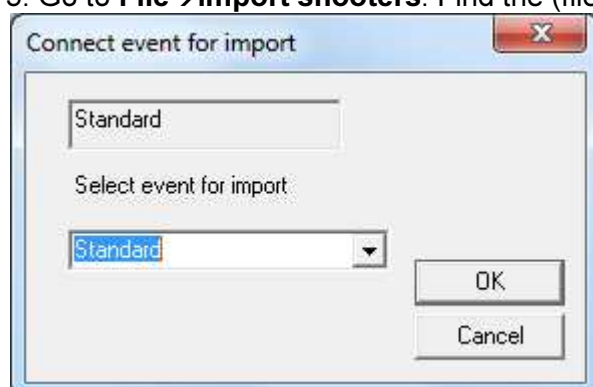 5. Go to File→Import shooters. Find the (file
Connect event for import
Standard
Select event for import
Standard
OK
Cancel